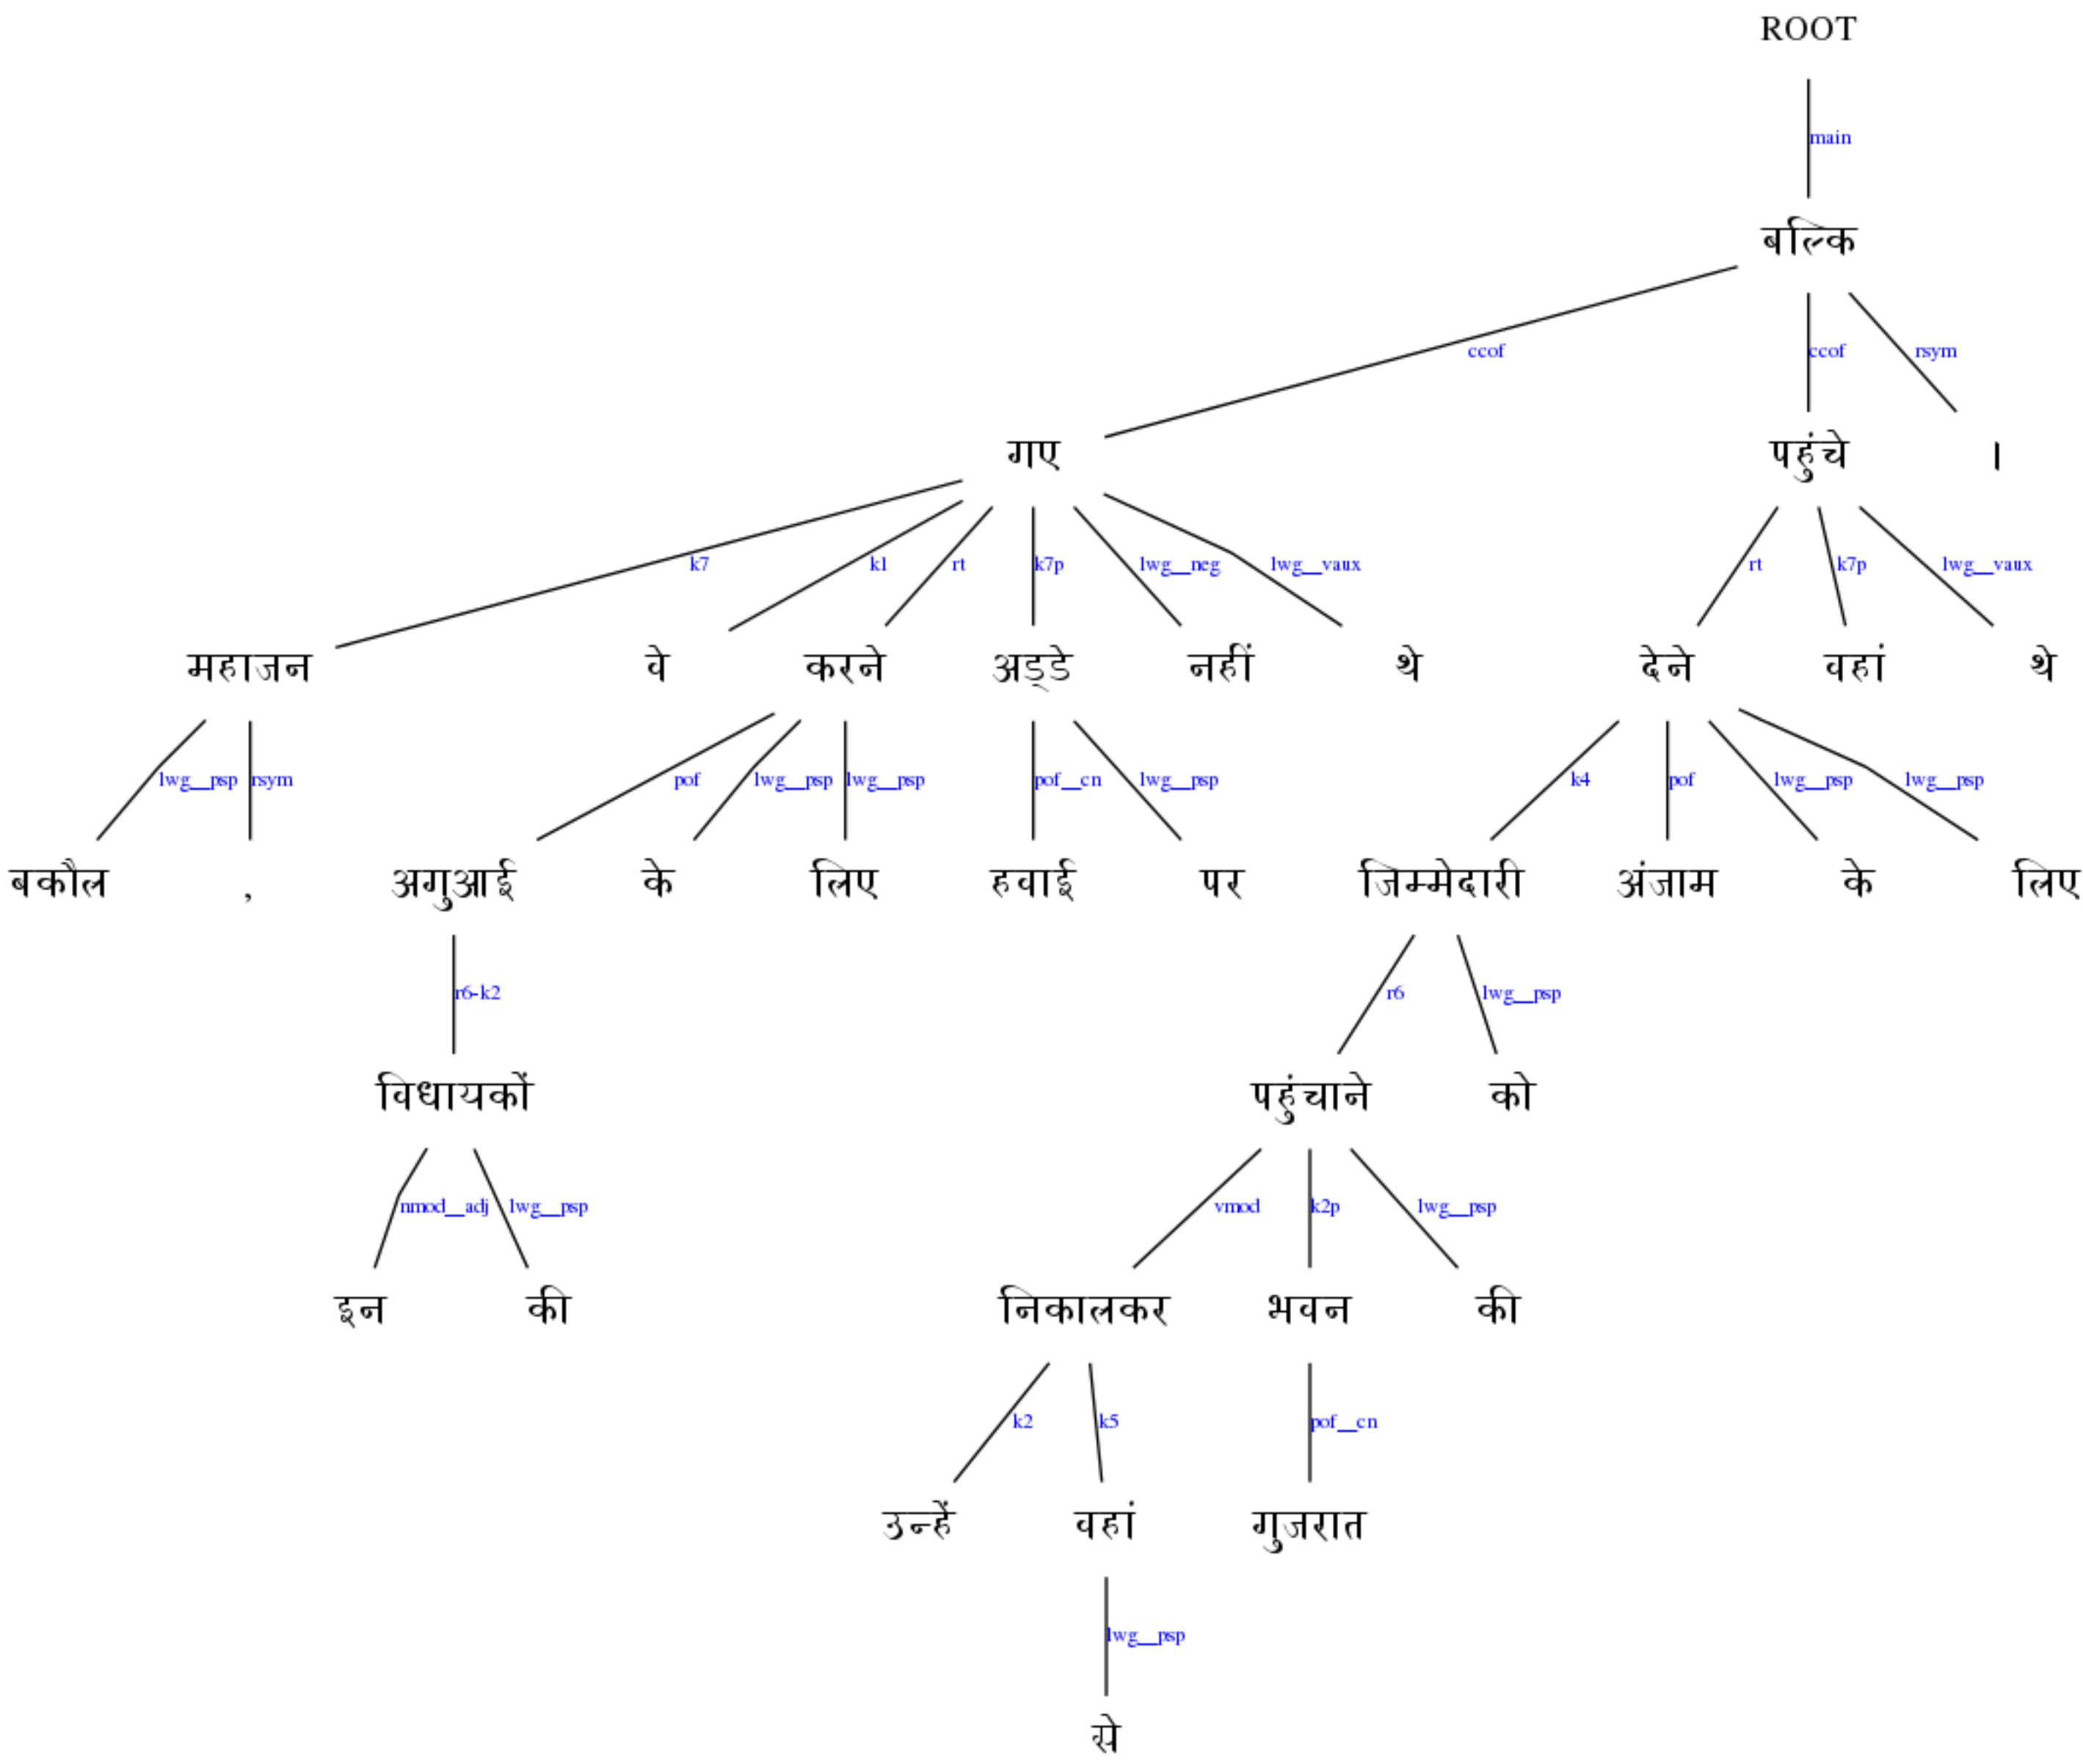 ROOT
main
बल्कि
ccof ccof rsym
गए पहुंचे ।
k7 k1 rt k7p lwg__neg lwg__vaux rt k7p lwg__vaux
महाजन वे करने अड्डे नहीं थे देने वहां थे
lwg__psp rsym pof lwg__psp lwg__psp pof__cn lwg__psp k4 pof lwg__psp lwg__psp
बकौल , अगुआई के लिए हवाई पर जिम्मेदारी अंजाम के लिए
r6-k2 r6 lwg__psp
विधायकों पहुंचाने को
nmod__adj lwg__psp vmod k2p lwg__psp
इन की निकालकर भवन की
k2 k5 pof__cn
उन्हें वहां गुजरात
lwg__psp
से